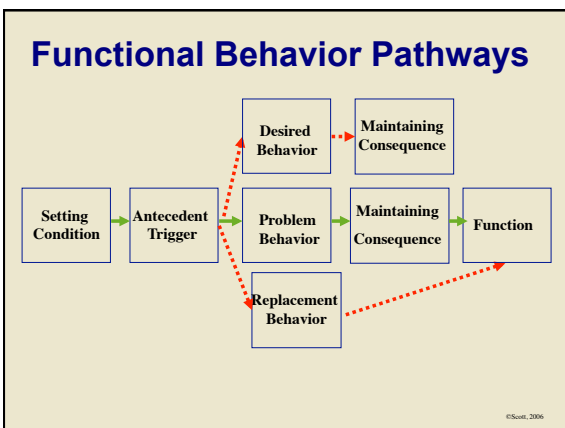 Functional Behavior Pathways
Desired
Behavior
Maintaining
Consequence
Setting
Condition
Antecedent
Trigger
Problem
Behavior
Maintaining
Consequence
Function
Replacement
Behavior
©Scott, 2006